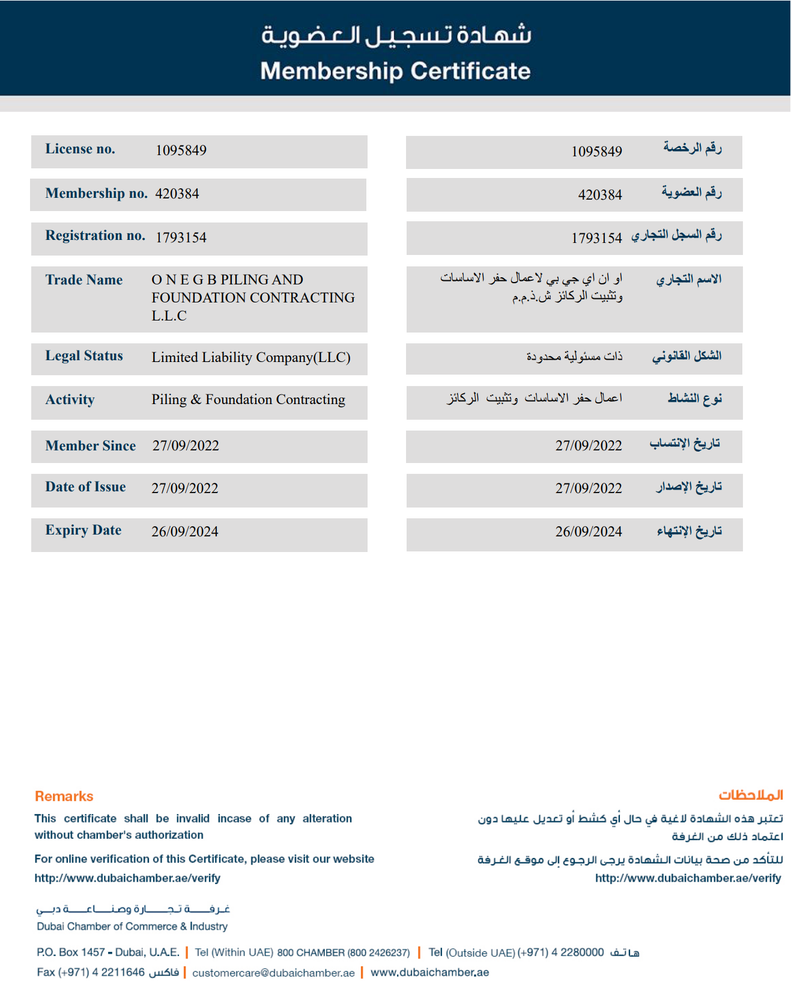 شهادة تسجيل العضوية
Membership Certificate
License no. 1095849
1095849 رقم الرخصة
Membership no. 420384
420384 رقم العضوية
Registration no. 1793154
1793154 رقم السجل التجاري
Trade Name O N E G B PILING AND
FOUNDATION CONTRACTING
L.L.C
الاسم التجاري او ان اي جي بي لاعمال حفر الاساسات
وتثبيت الركائز ش.ذ.م.م
Legal Status Limited Liability Company(LLC)
الشكل القانوني ذات مسئولية محدودة
Activity Piling & Foundation Contracting
نوع النشاط اعمال حفر الاساسات وتثبيت الركائز
Member Since 27/09/2022
27/09/2022 تاريخ الإنتساب
Date of Issue 27/09/2022
27/09/2022 تاريخ الإصدار
Expiry Date 26/09/2024
26/09/2024 تاريخ الإنتهاء
Remarks
This certificate shall be invalid incase of any alteration
without chamber's authorization
For online verification of this Certificate, please visit our website
http://www.dubaichamber.ae/verify
الملاحظات
تعتبر هذه الشهادة لاغية في حال أي كشط أو تعديل عليها دون
اعتماد ذلك من الغرفة
للتأكد من صحة بيانات الشهادة يرجى الرجوع إلى موقع الغرفة
http://www.dubaichamber.ae/verify
غرفة تجارة وصناعة دبي
Dubai Chamber of Commerce & Industry
P.O. Box 1457 - Dubai, U.A.E. | Tel (Within UAE) 800 CHAMBER (800 2426237) | Tel (Outside UAE) (+971) 4 2280000 هاتف
Fax (+971) 4 2211646 فاكس | customercare@dubaichamber.ae | www.dubaichamber.ae